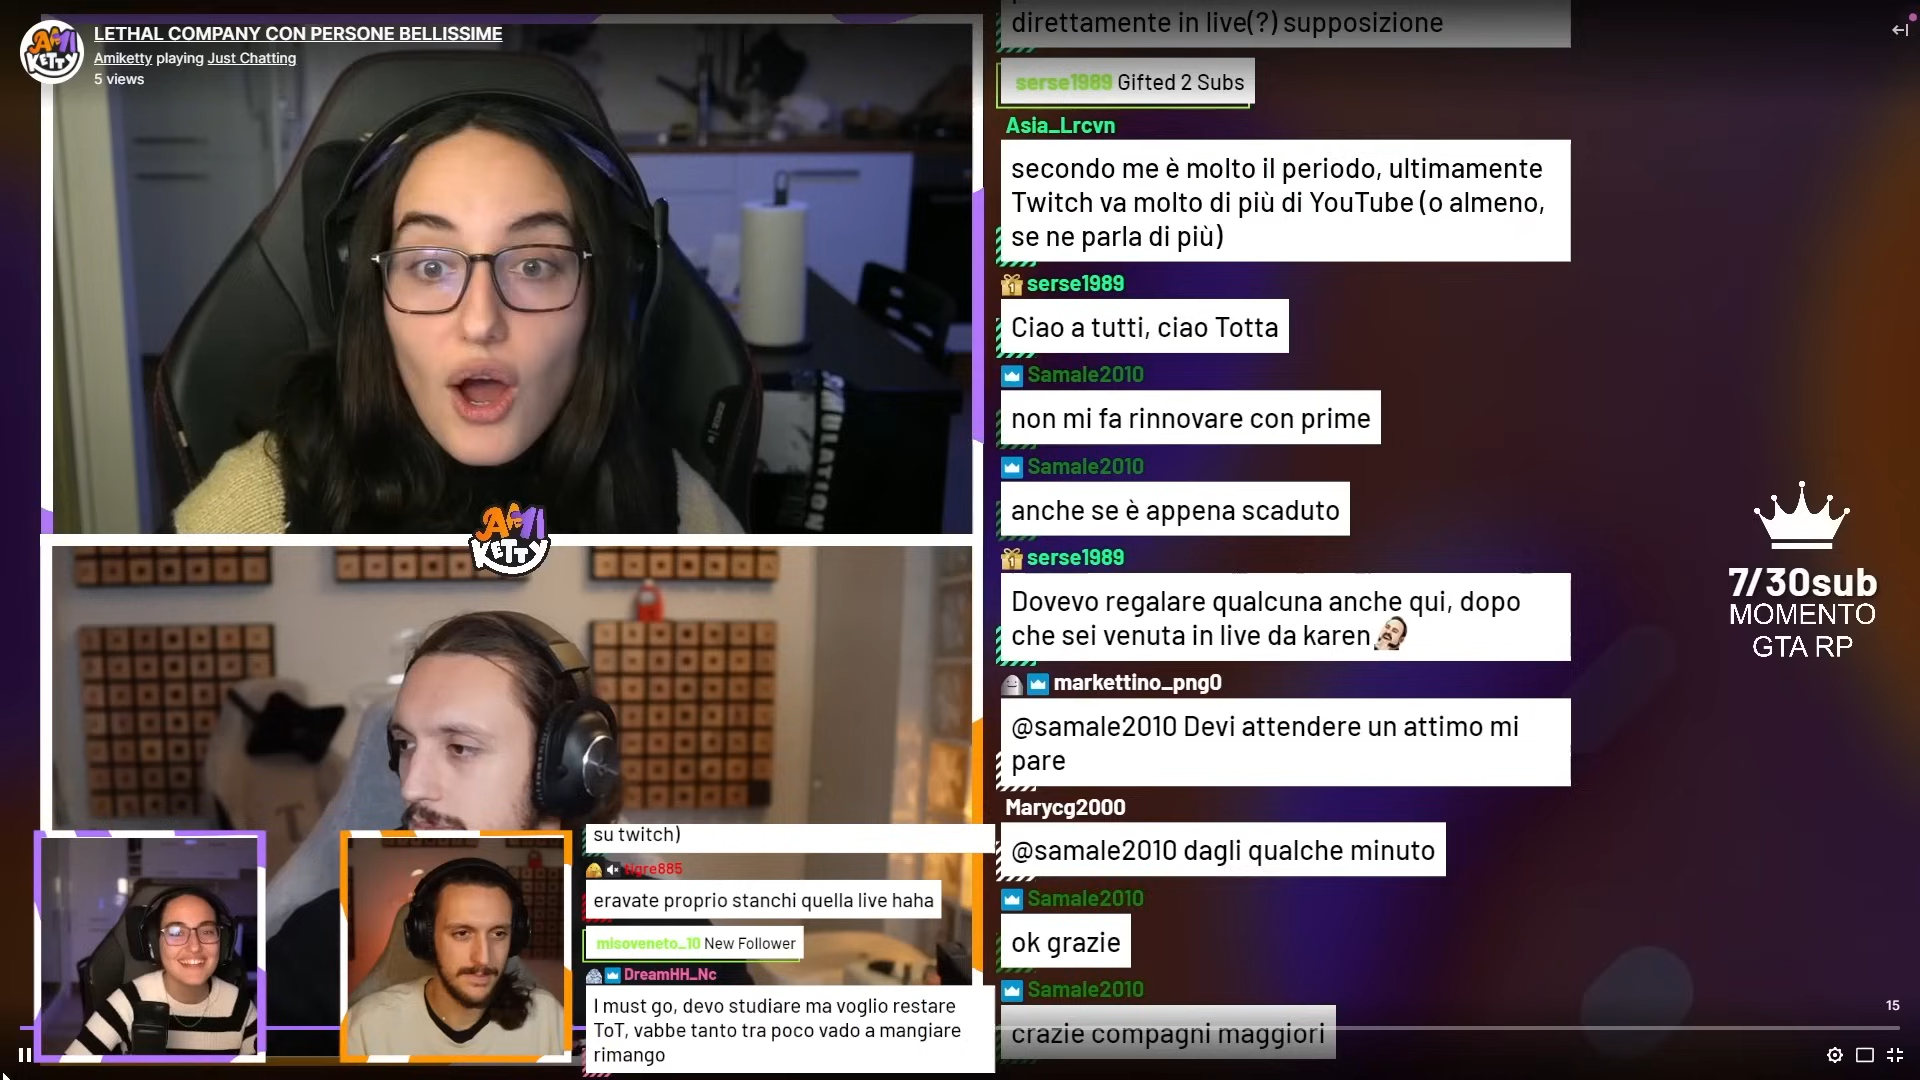 LETHAL COMPANY CON PERSONE BELLISSIME
Amiketty playing Just Chatting
5 views
AMI
KETTY
AMI
KETTY
su twitch)
tigre885
eravate proprio stanchi quella live haha
misoveneto_10 New Follower
DreamHH_Nc
I must go, devo studiare ma voglio restare
ToT, vabbe tanto tra poco vado a mangiare
rimango
direttamente in live(?) supposizione
serse1989 Gifted 2 Subs
Asia_Lrcvn
secondo me è molto il periodo, ultimamente
Twitch va molto di più di YouTube (o almeno,
se ne parla di più)
serse1989
Ciao a tutti, ciao Totta
Samale2010
non mi fa rinnovare con prime
Samale2010
anche se è appena scaduto
serse1989
Dovevo regalare qualcuna anche qui, dopo
che sei venuta in live da karen
markettino_png0
@samale2010 Devi attendere un attimo mi
pare
Marycg2000
@samale2010 dagli qualche minuto
Samale2010
ok grazie
Samale2010
crazie compagni maggiori
7/30sub
MOMENTO
GTA RP
15